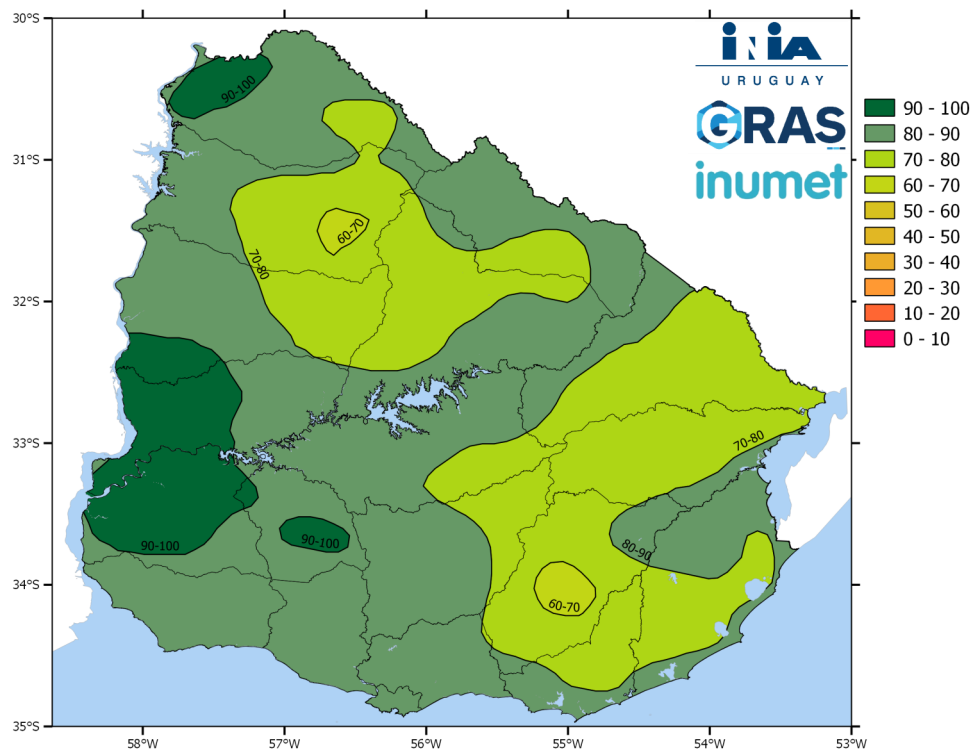 30°S
31°S
32°S
33°S
34°S
35°S
58°W
57°W
56°W
55°W
54°W
53°W
90-100
60-70
70-80
70-80
90-100
90-100
80-90
60-70
INIA
URUGUAY
GRAS
inumet
90 - 100
80 - 90
70 - 80
60 - 70
50 - 60
40 - 50
30 - 40
20 - 30
10 - 20
0 - 10